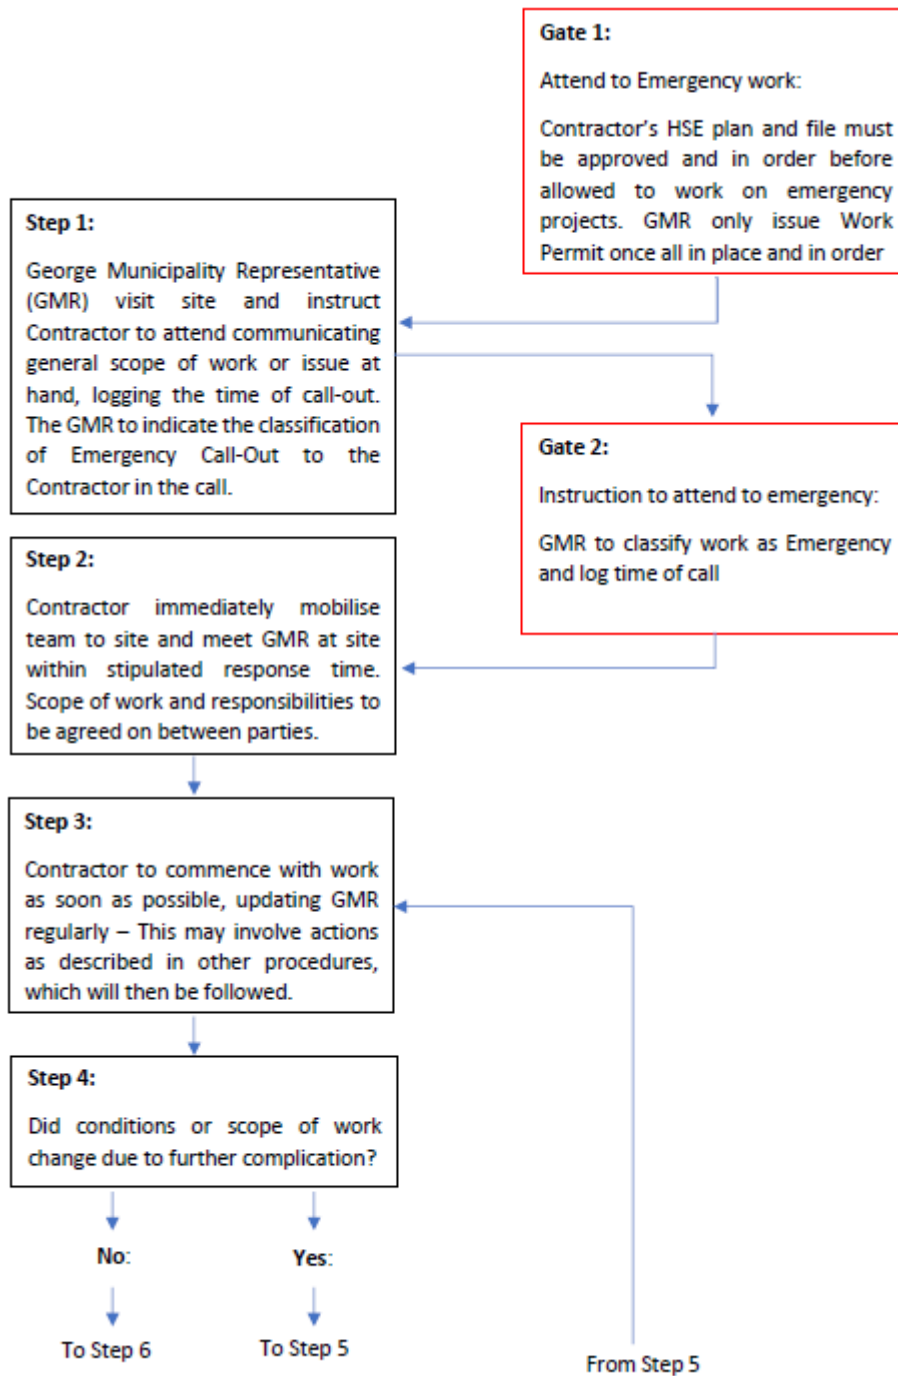 Gate 1:
Attend to Emergency work:
Contractor's HSE plan and file must
be approved and in order before
allowed to work on emergency
projects. GMR only issue Work
Permit once all in place and in order
Step 1:
George Municipality Representative
(GMR) visit site and instruct
Contractor to attend communicating
general scope of work or issue at
hand, logging the time of call-out.
The GMR to indicate the classification
of Emergency Call-Out to the
Contractor in the call.
Gate 2:
Instruction to attend to emergency:
GMR to classify work as Emergency
and log time of call
Step 2:
Contractor immediately mobilise
team to site and meet GMR at site
within stipulated response time.
Scope of work and responsibilities to
be agreed on between parties.
Step 3:
Contractor to commence with work
as soon as possible, updating GMR
regularly – This may involve actions
as described in other procedures,
which will then be followed.
Step 4:
Did conditions or scope of work
change due to further complication?
No:
Yes:
To Step 6
To Step 5
From Step 5